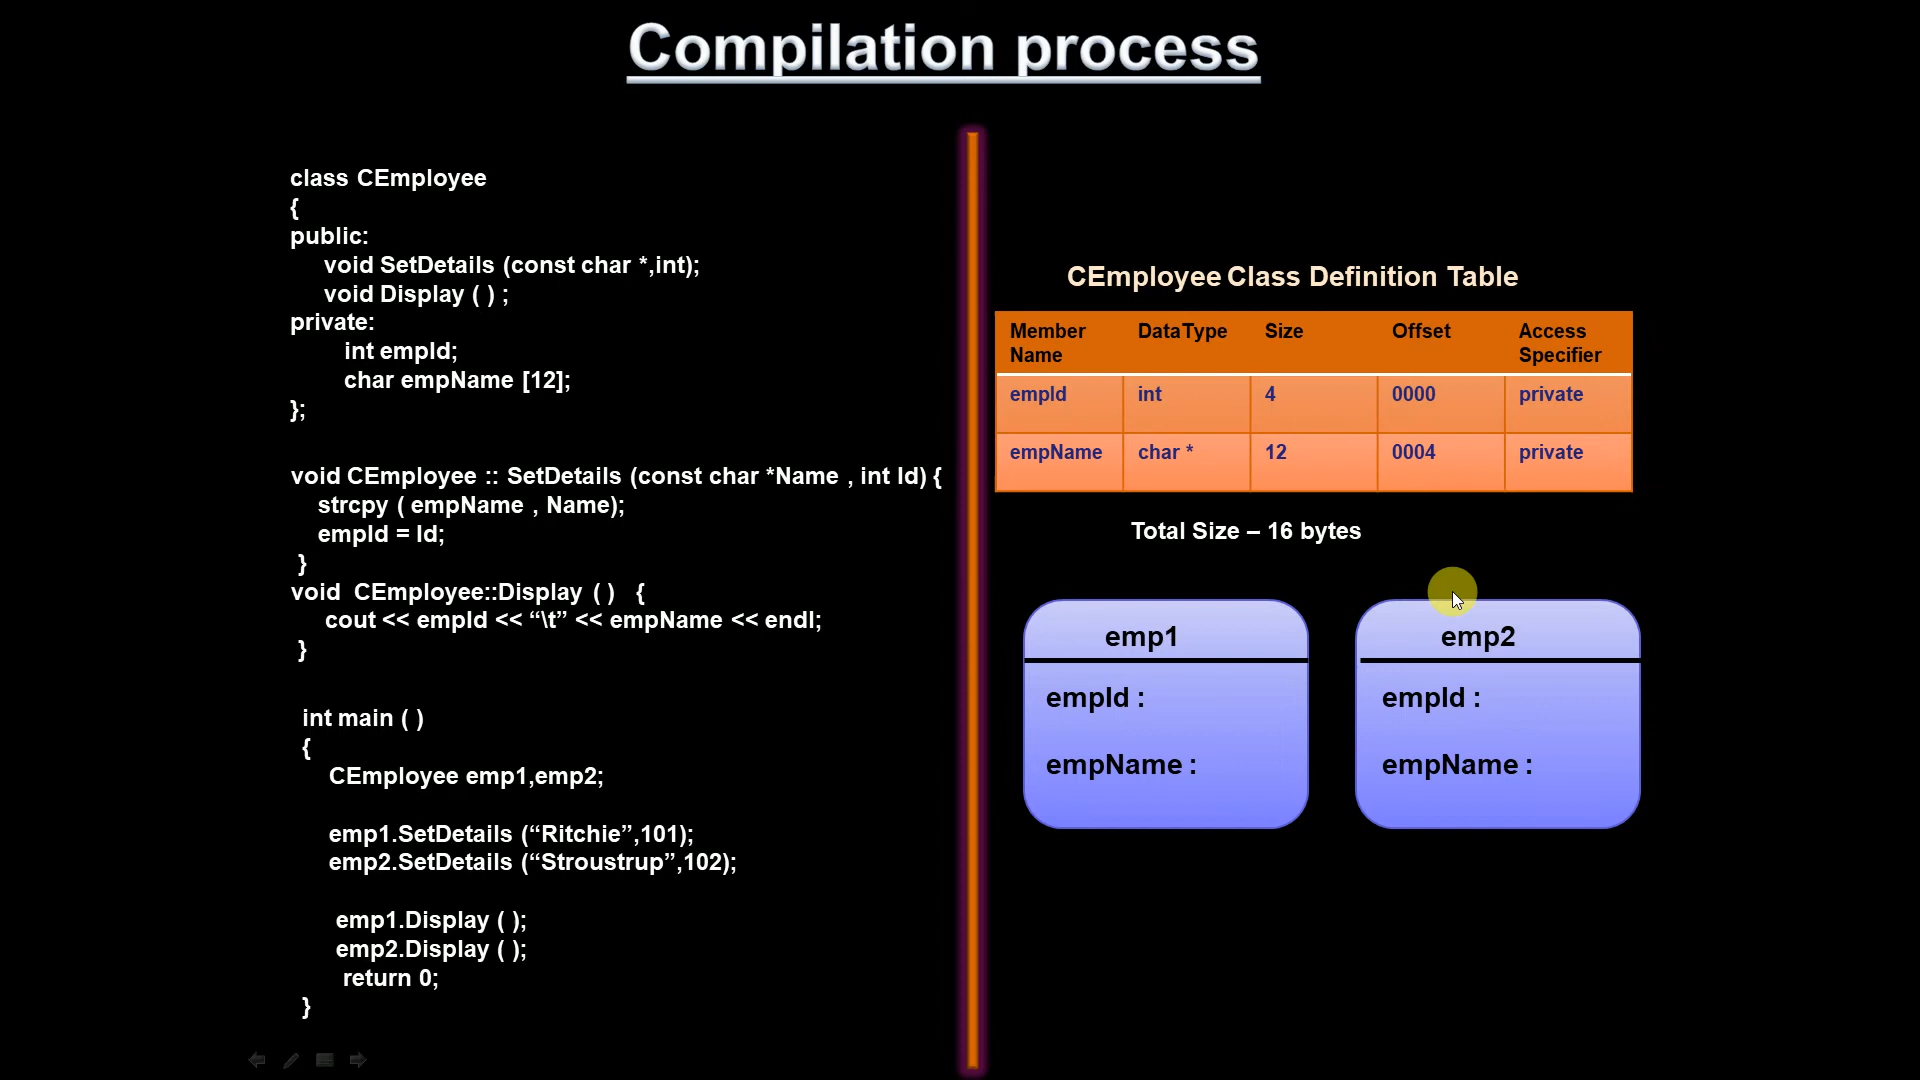 Compilation process
class CEmployee
{
public:
void SetDetails (const char *,int);
void Display ( ) ;
private:
int empId;
char empName [12];
};
void CEmployee :: SetDetails (const char *Name , int Id) {
strcpy ( empName , Name);
empId = Id;
}
void CEmployee::Display ( ) {
cout << empId << “\t” << empName << endl;
}
int main ( )
{
CEmployee emp1,emp2;
emp1.SetDetails (“Ritchie”,101);
emp2.SetDetails (“Stroustrup”,102);
emp1.Display ( );
emp2.Display ( );
return 0;
}
CEmployee Class Definition Table
Member Name DataType Size Offset Access Specifier
empId int 4 0000 private
empName char * 12 0004 private
Total Size – 16 bytes
emp1
empId :
empName :
emp2
empId :
empName :